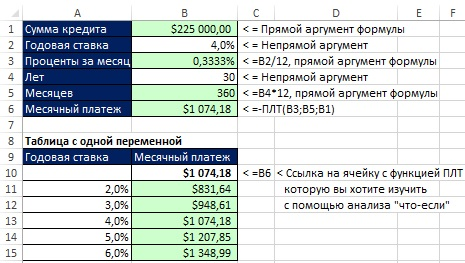 A B C D E F
1 Сумма кредита $225 000,00 < = Прямой аргумент формулы
2 Годовая ставка 4,0% < = Непрямой аргумент
3 Проценты за месяц 0,3333% < =B2/12, прямой аргумент формулы
4 Лет 30 < = Непрямой аргумент
5 Месяцев 360 < =B4*12, прямой аргумент формулы
6 Месячный платеж $1 074,18 < =-ПЛТ(B3;B5;B1)
7
8 Таблица с одной переменной
9 Годовая ставка Месячный платеж
10 $1 074,18 < =B6 < Ссылка на ячейку с функцией ПЛТ
11 2,0% $831,64 которую вы хотите изучить
12 3,0% $948,61 с помощью анализа "что-если"
13 4,0% $1 074,18
14 5,0% $1 207,85
15 6,0% $1 348,99